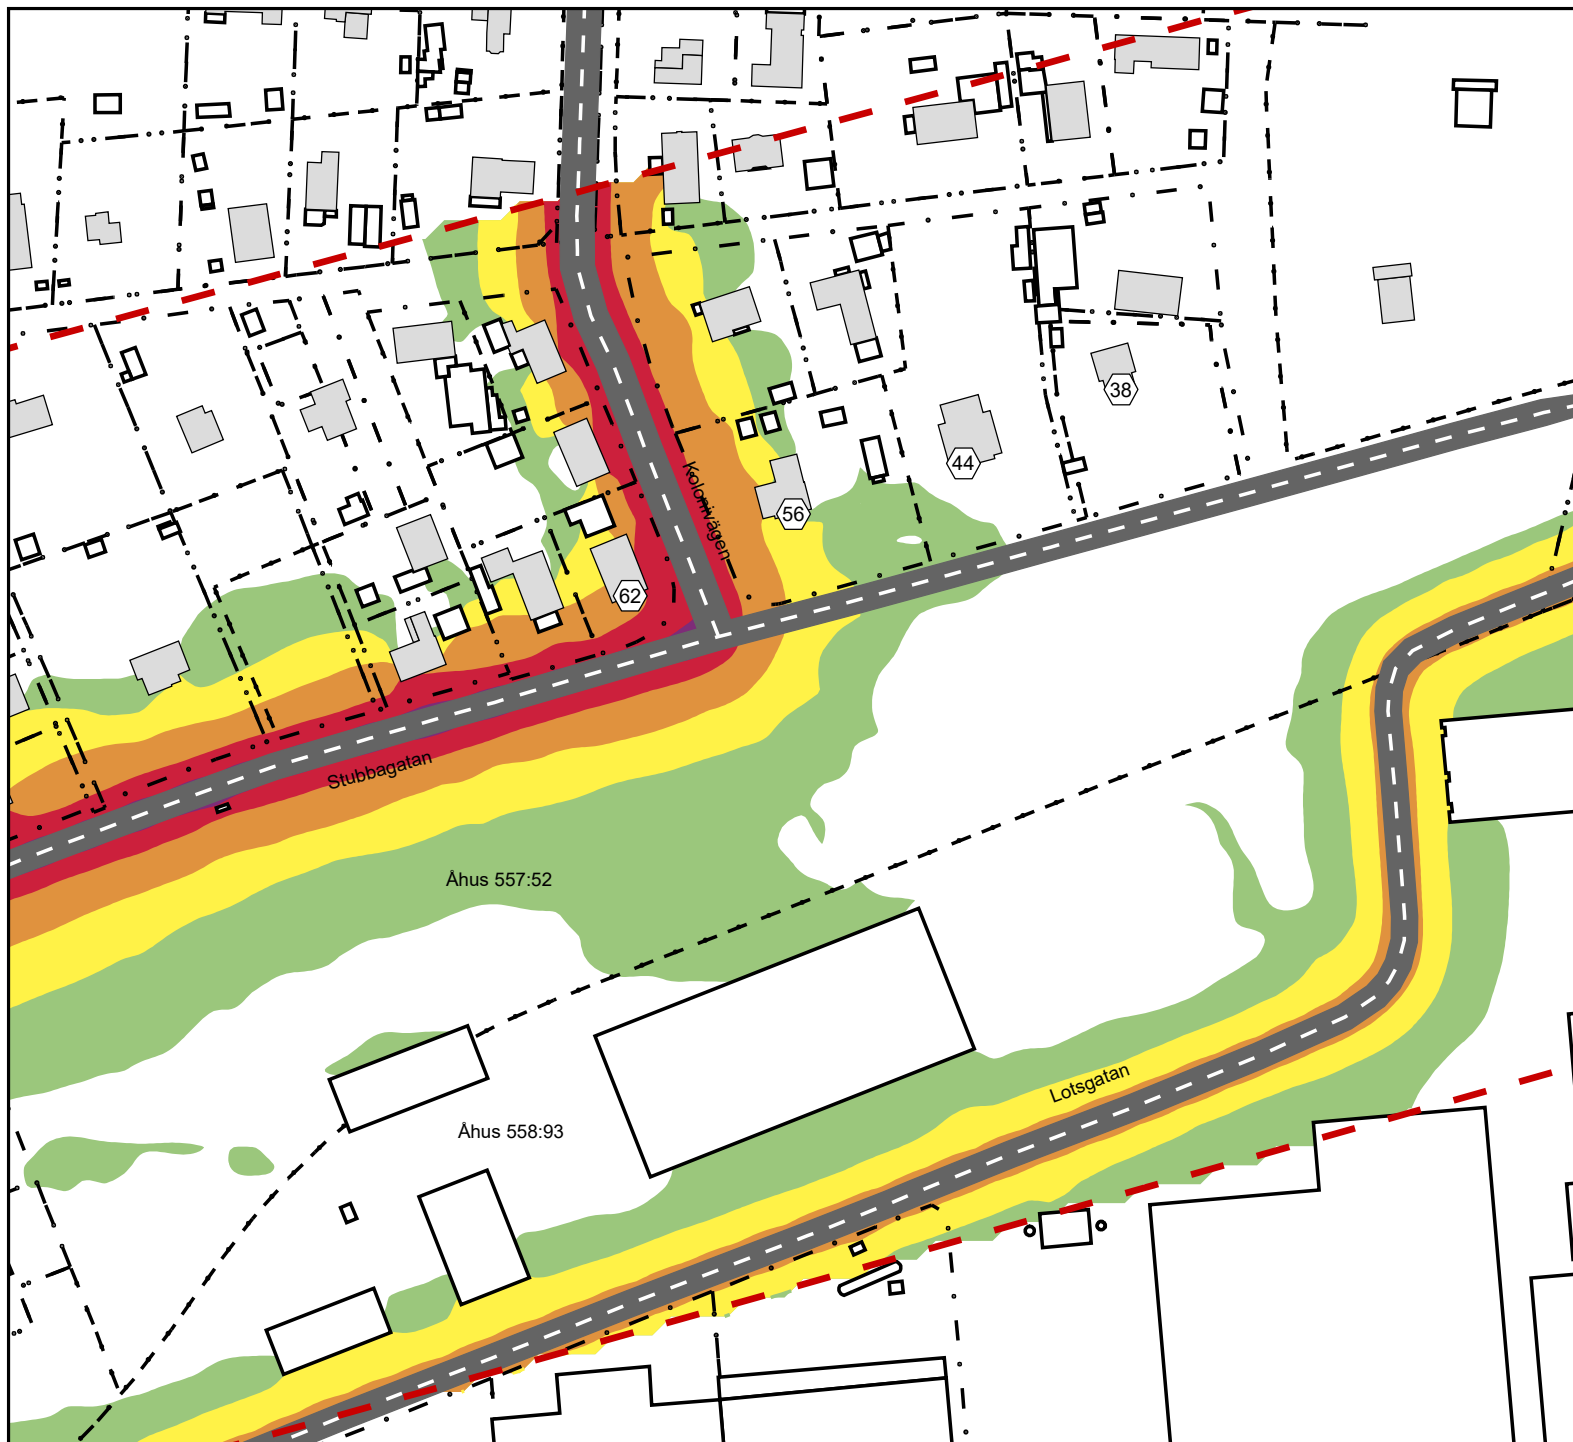 38
44
Kolonivägen
56
62
Stubbagatan
Åhus 557:52
Lotsgatan
Åhus 558:93